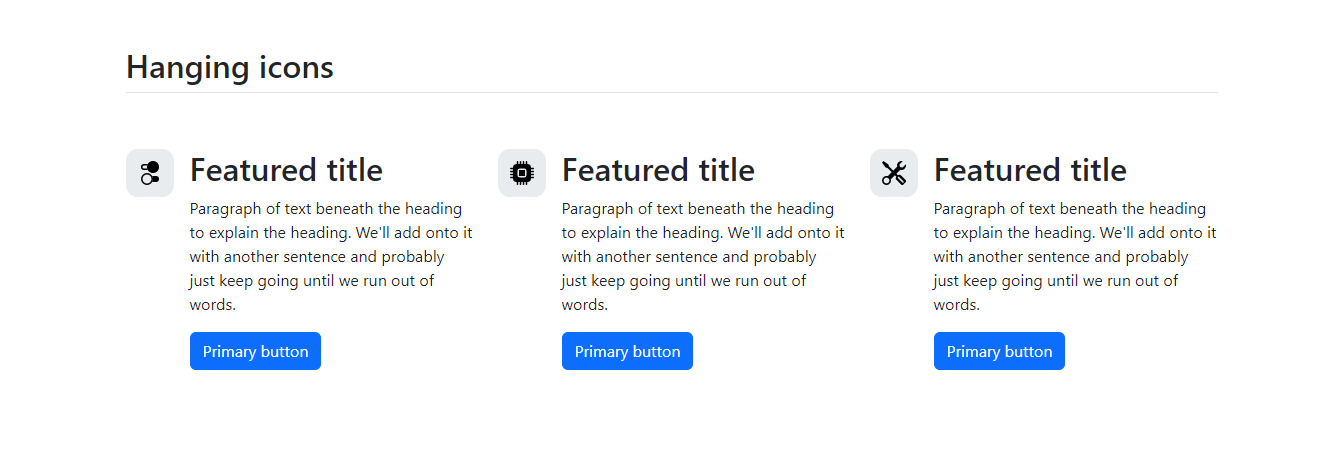 Hanging icons
Featured title
Paragraph of text beneath the heading
to explain the heading. We'll add onto it
with another sentence and probably
just keep going until we run out of
words.
Primary button
Featured title
Paragraph of text beneath the heading
to explain the heading. We'll add onto it
with another sentence and probably
just keep going until we run out of
words.
Primary button
Featured title
Paragraph of text beneath the heading
to explain the heading. We'll add onto it
with another sentence and probably
just keep going until we run out of
words.
Primary button